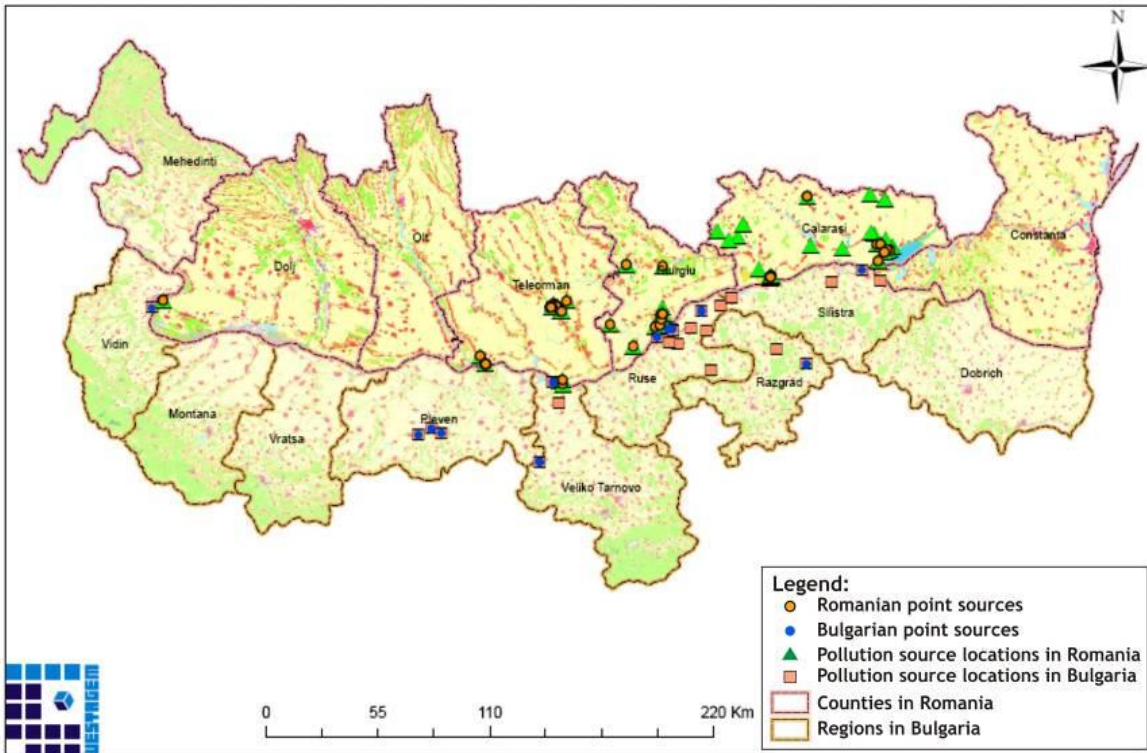 N
Mehedinti
Dolj
Olt
Teleorman
Giurgiu
Calarasi
Constanta
Vidin
Montana
Vratsa
Pleven
Veliko Tarnovo
Ruse
Razgrad
Silistra
Dobrich
Legend:
Romanian point sources
Bulgarian point sources
Pollution source locations in Romania
Pollution source locations in Bulgaria
Counties in Romania
Regions in Bulgaria
0 55 110 220 Km
WESTAGEM